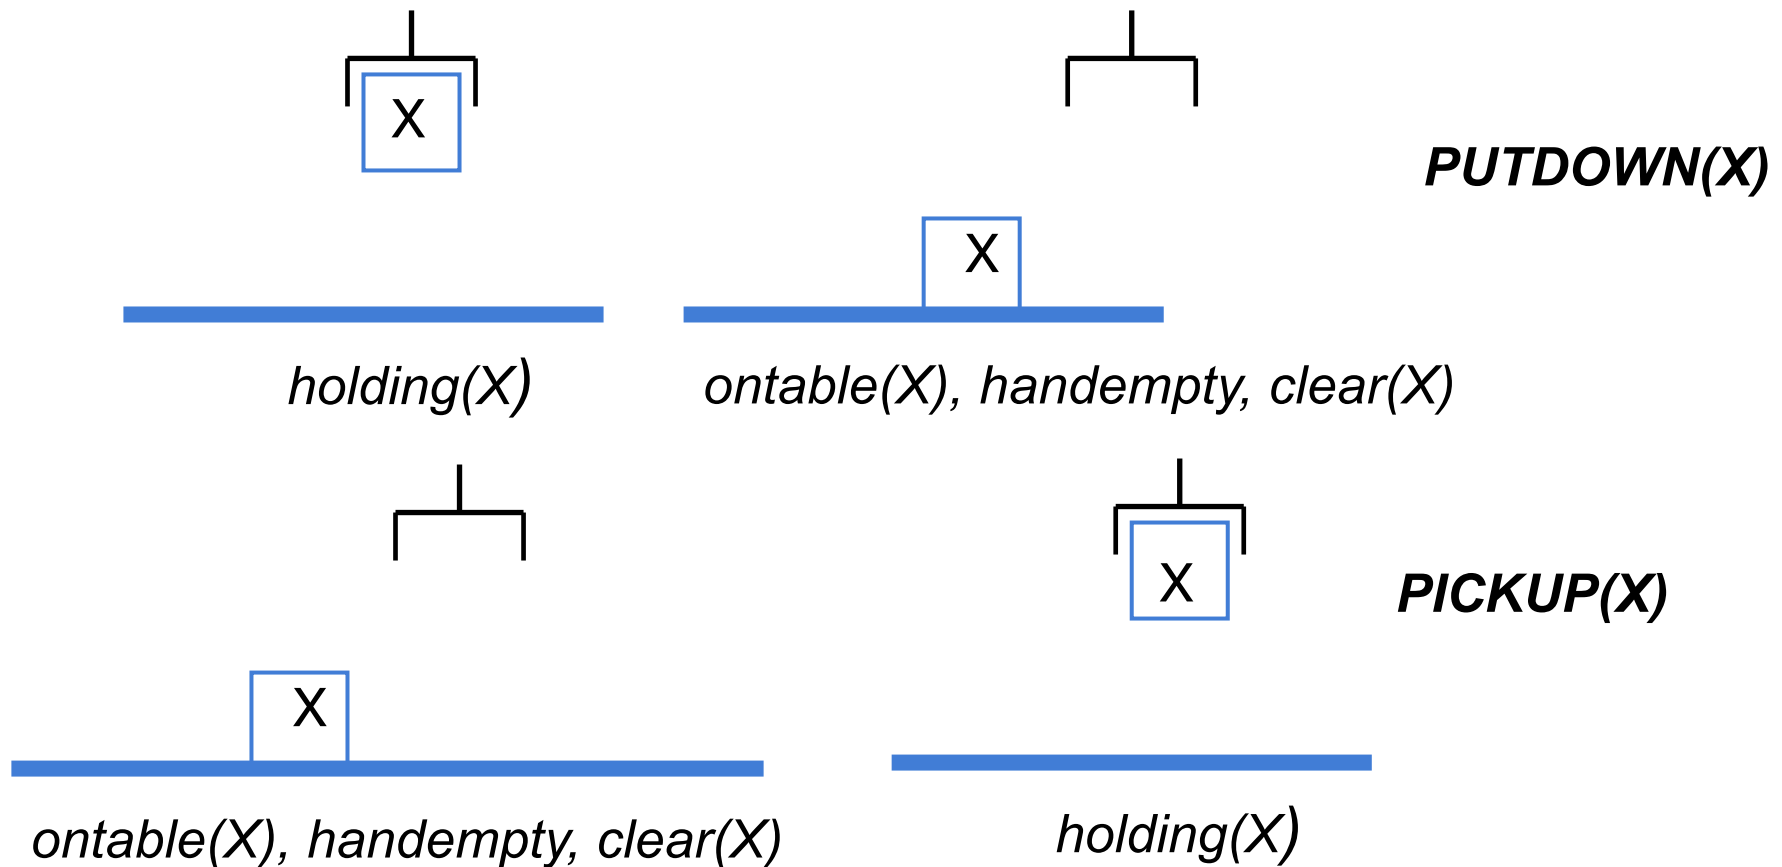 X
X
PUTDOWN(X)
holding(X)
ontable(X), handempty, clear(X)
X
PICKUP(X)
X
ontable(X), handempty, clear(X)
holding(X)